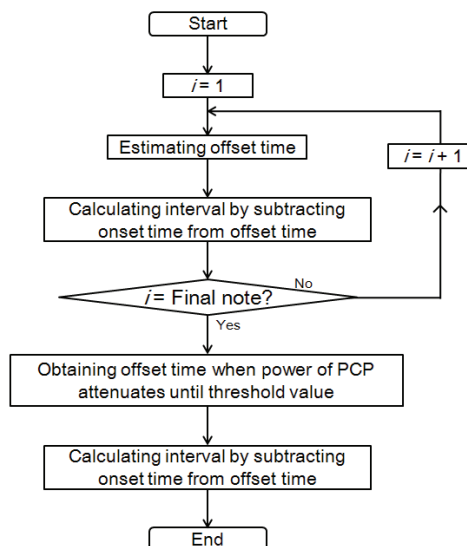 Start
i = 1
Estimating offset time
i = i + 1
Calculating interval by subtracting
onset time from offset time
i = Final note?
No
Yes
Obtaining offset time when power of PCP
attenuates until threshold value
Calculating interval by subtracting
onset time from offset time
End